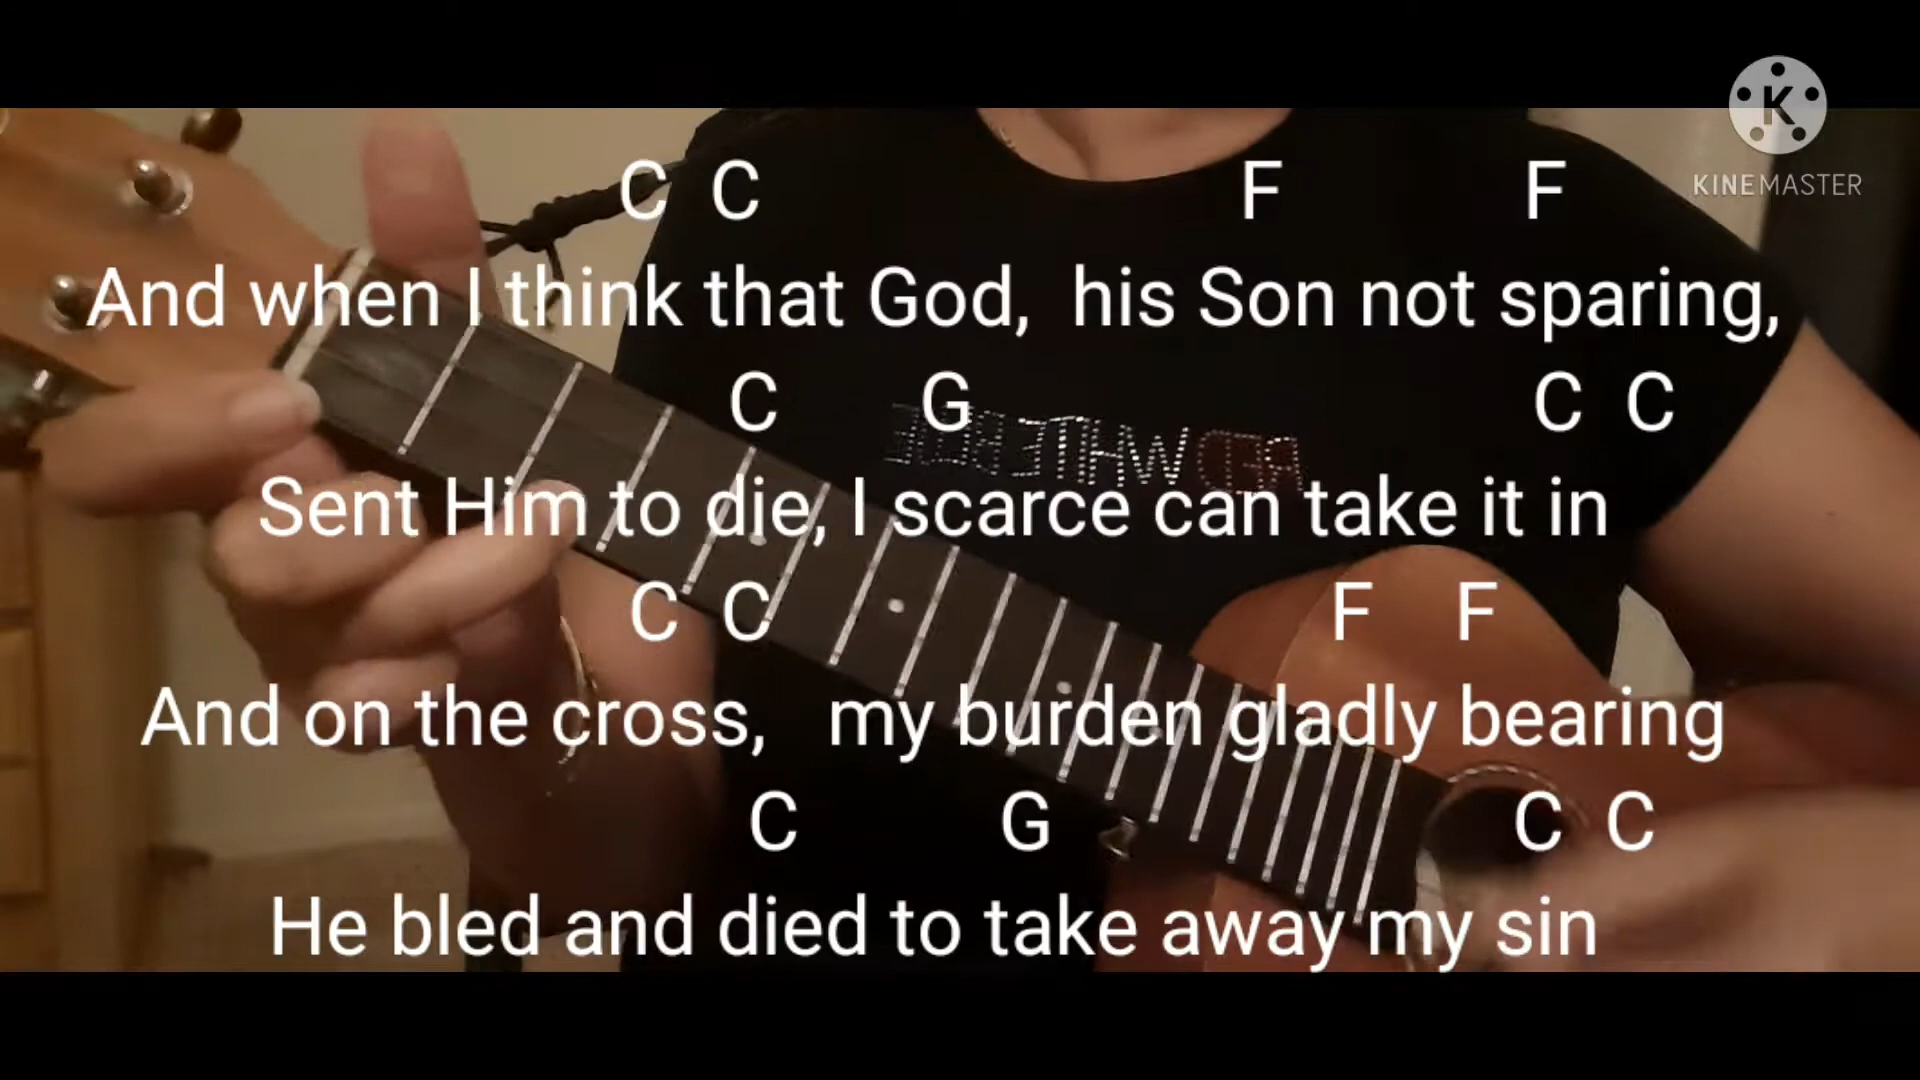 K
KINEMASTER
C C F F
And when I think that God, his Son not sparing,
C G C C
Sent Him to die, I scarce can take it in
C C F F
And on the cross, my burden gladly bearing
C G C C
He bled and died to take away my sin